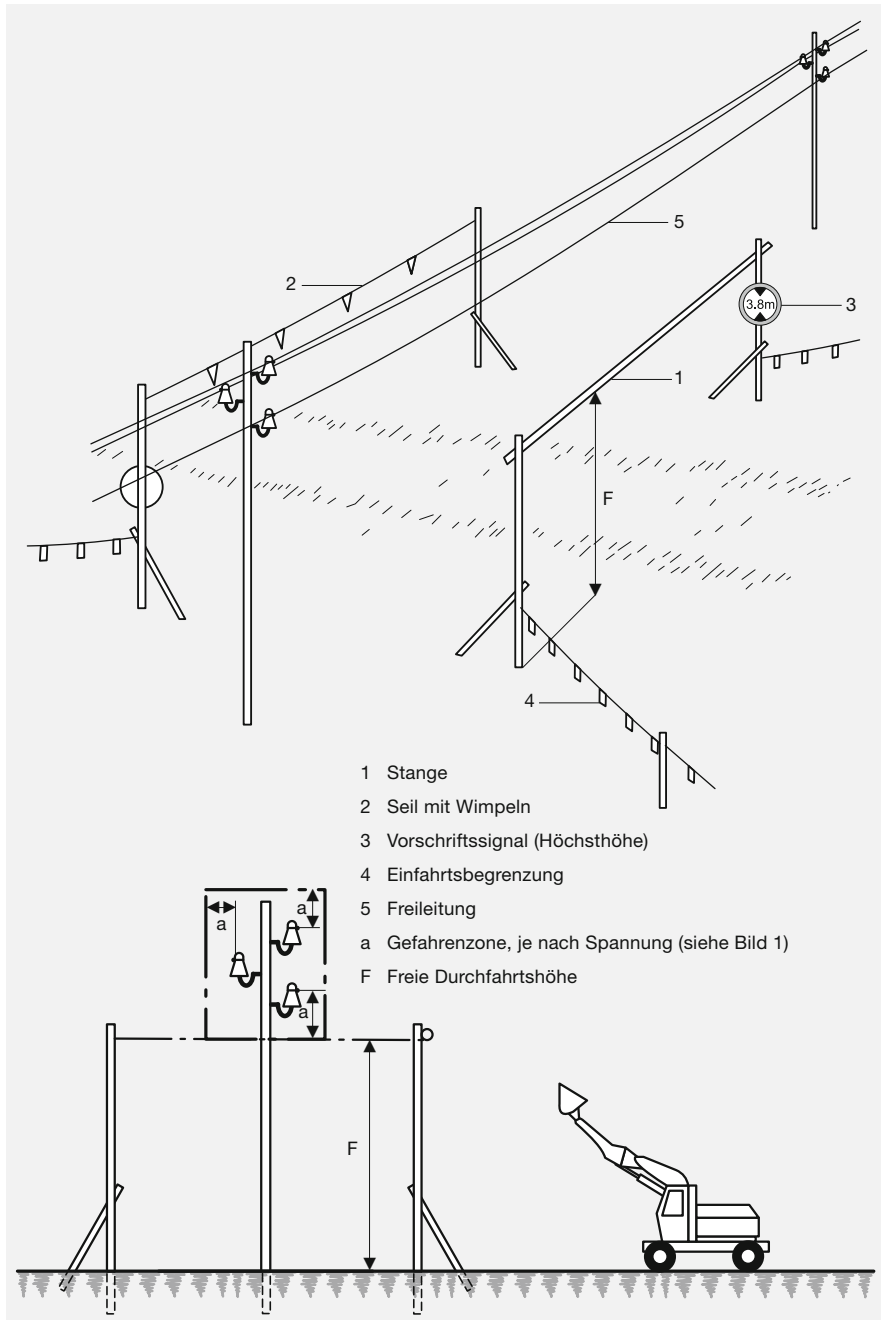 5
2
3.8m
3
1
F
4
1 Stange
2 Seil mit Wimpeln
3 Vorschriftssignal (Höchsthöhe)
4 Einfahrtsbegrenzung
5 Freileitung
a Gefahrenzone, je nach Spannung (siehe Bild 1)
F Freie Durchfahrtshöhe
a
a
a
F